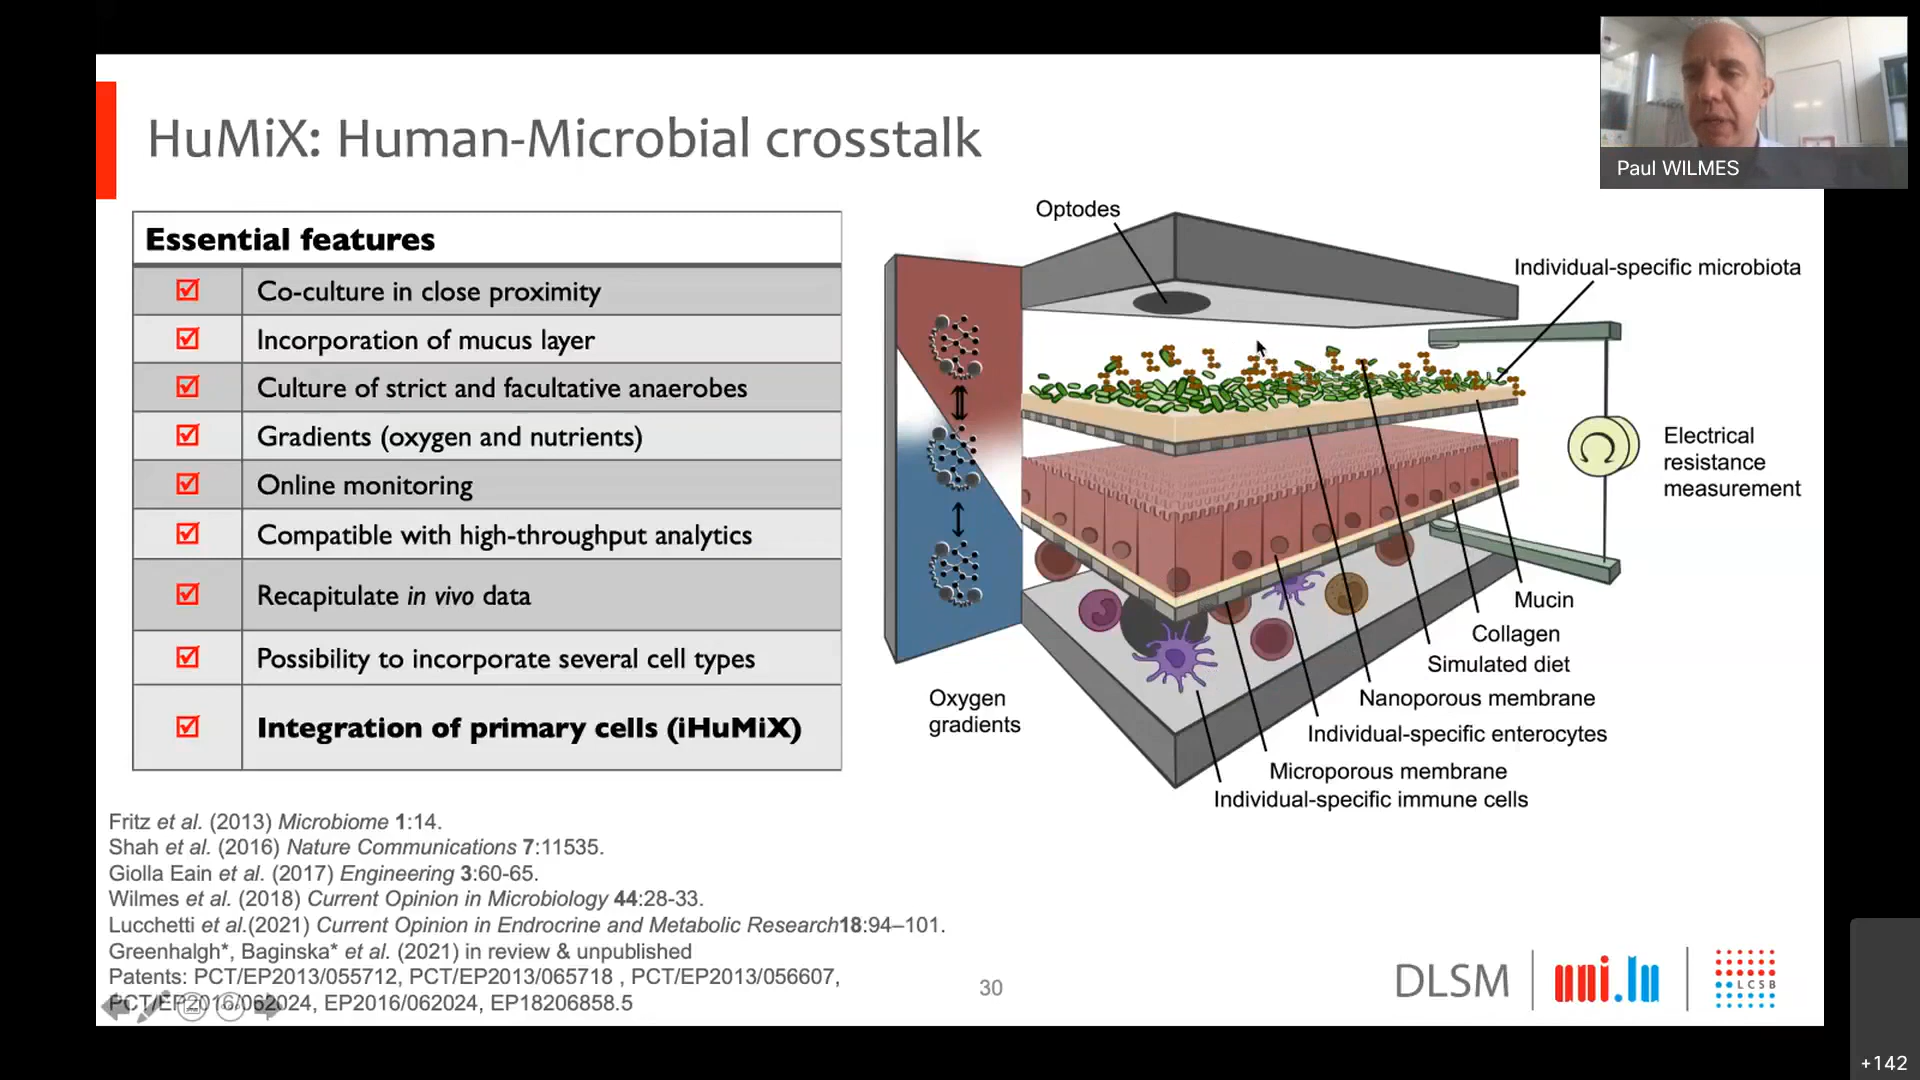 Paul WILMES
HuMiX: Human-Microbial crosstalk
Essential features
Co-culture in close proximity
Incorporation of mucus layer
Culture of strict and facultative anaerobes
Gradients (oxygen and nutrients)
Online monitoring
Compatible with high-throughput analytics
Recapitulate in vivo data
Possibility to incorporate several cell types
Integration of primary cells (iHuMiX)
Optodes
Individual-specific microbiota
Electrical
resistance
measurement
Mucin
Collagen
Simulated diet
Nanoporous membrane
Individual-specific enterocytes
Microporous membrane
Individual-specific immune cells
Oxygen
gradients
Fritz et al. (2013) Microbiome 1:14.
Shah et al. (2016) Nature Communications 7:11535.
Giolla Eain et al. (2017) Engineering 3:60-65.
Wilmes et al. (2018) Current Opinion in Microbiology 44:28-33.
Lucchetti et al.(2021) Current Opinion in Endrocrine and Metabolic Research18:94–101.
Greenhalgh*, Baginska* et al. (2021) in review & unpublished
Patents: PCT/EP2013/055712, PCT/EP2013/065718 , PCT/EP2013/056607,
PCT/EP2016/062024, EP2016/062024, EP18206858.5
30
DLSM
uni.lu
LCSB
+142